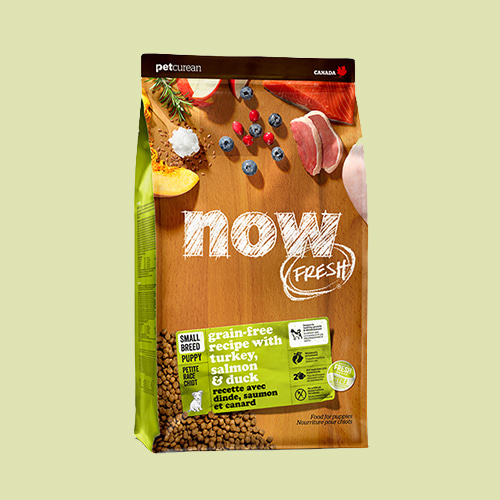 petcurean
CANADA
now
FRESH
SMALL
BREED
PUPPY
PETITE
RACE
CHIOT
grain-free
recipe with
turkey,
salmon
& duck
recette avec
dinde, saumon
et canard
FRESH
Food for puppies
Nourriture pour chiots